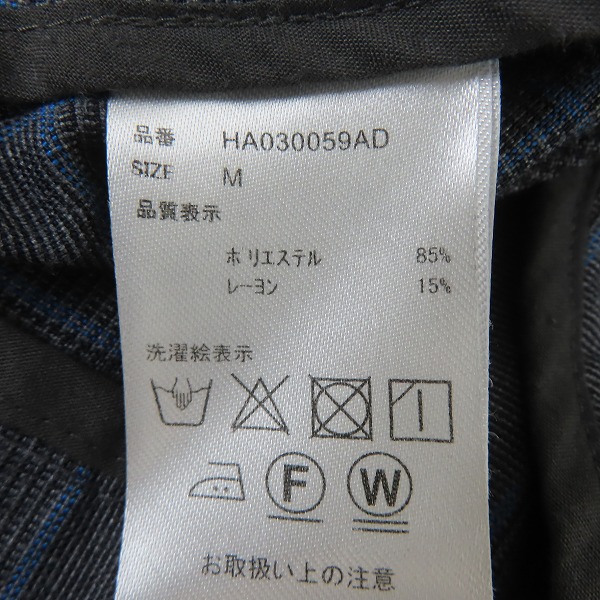 品番 HA030059AD
SIZE M
品質表示
ポリエステル 85%
レーヨン 15%
洗濯絵表示
F W
お取扱い上の注意